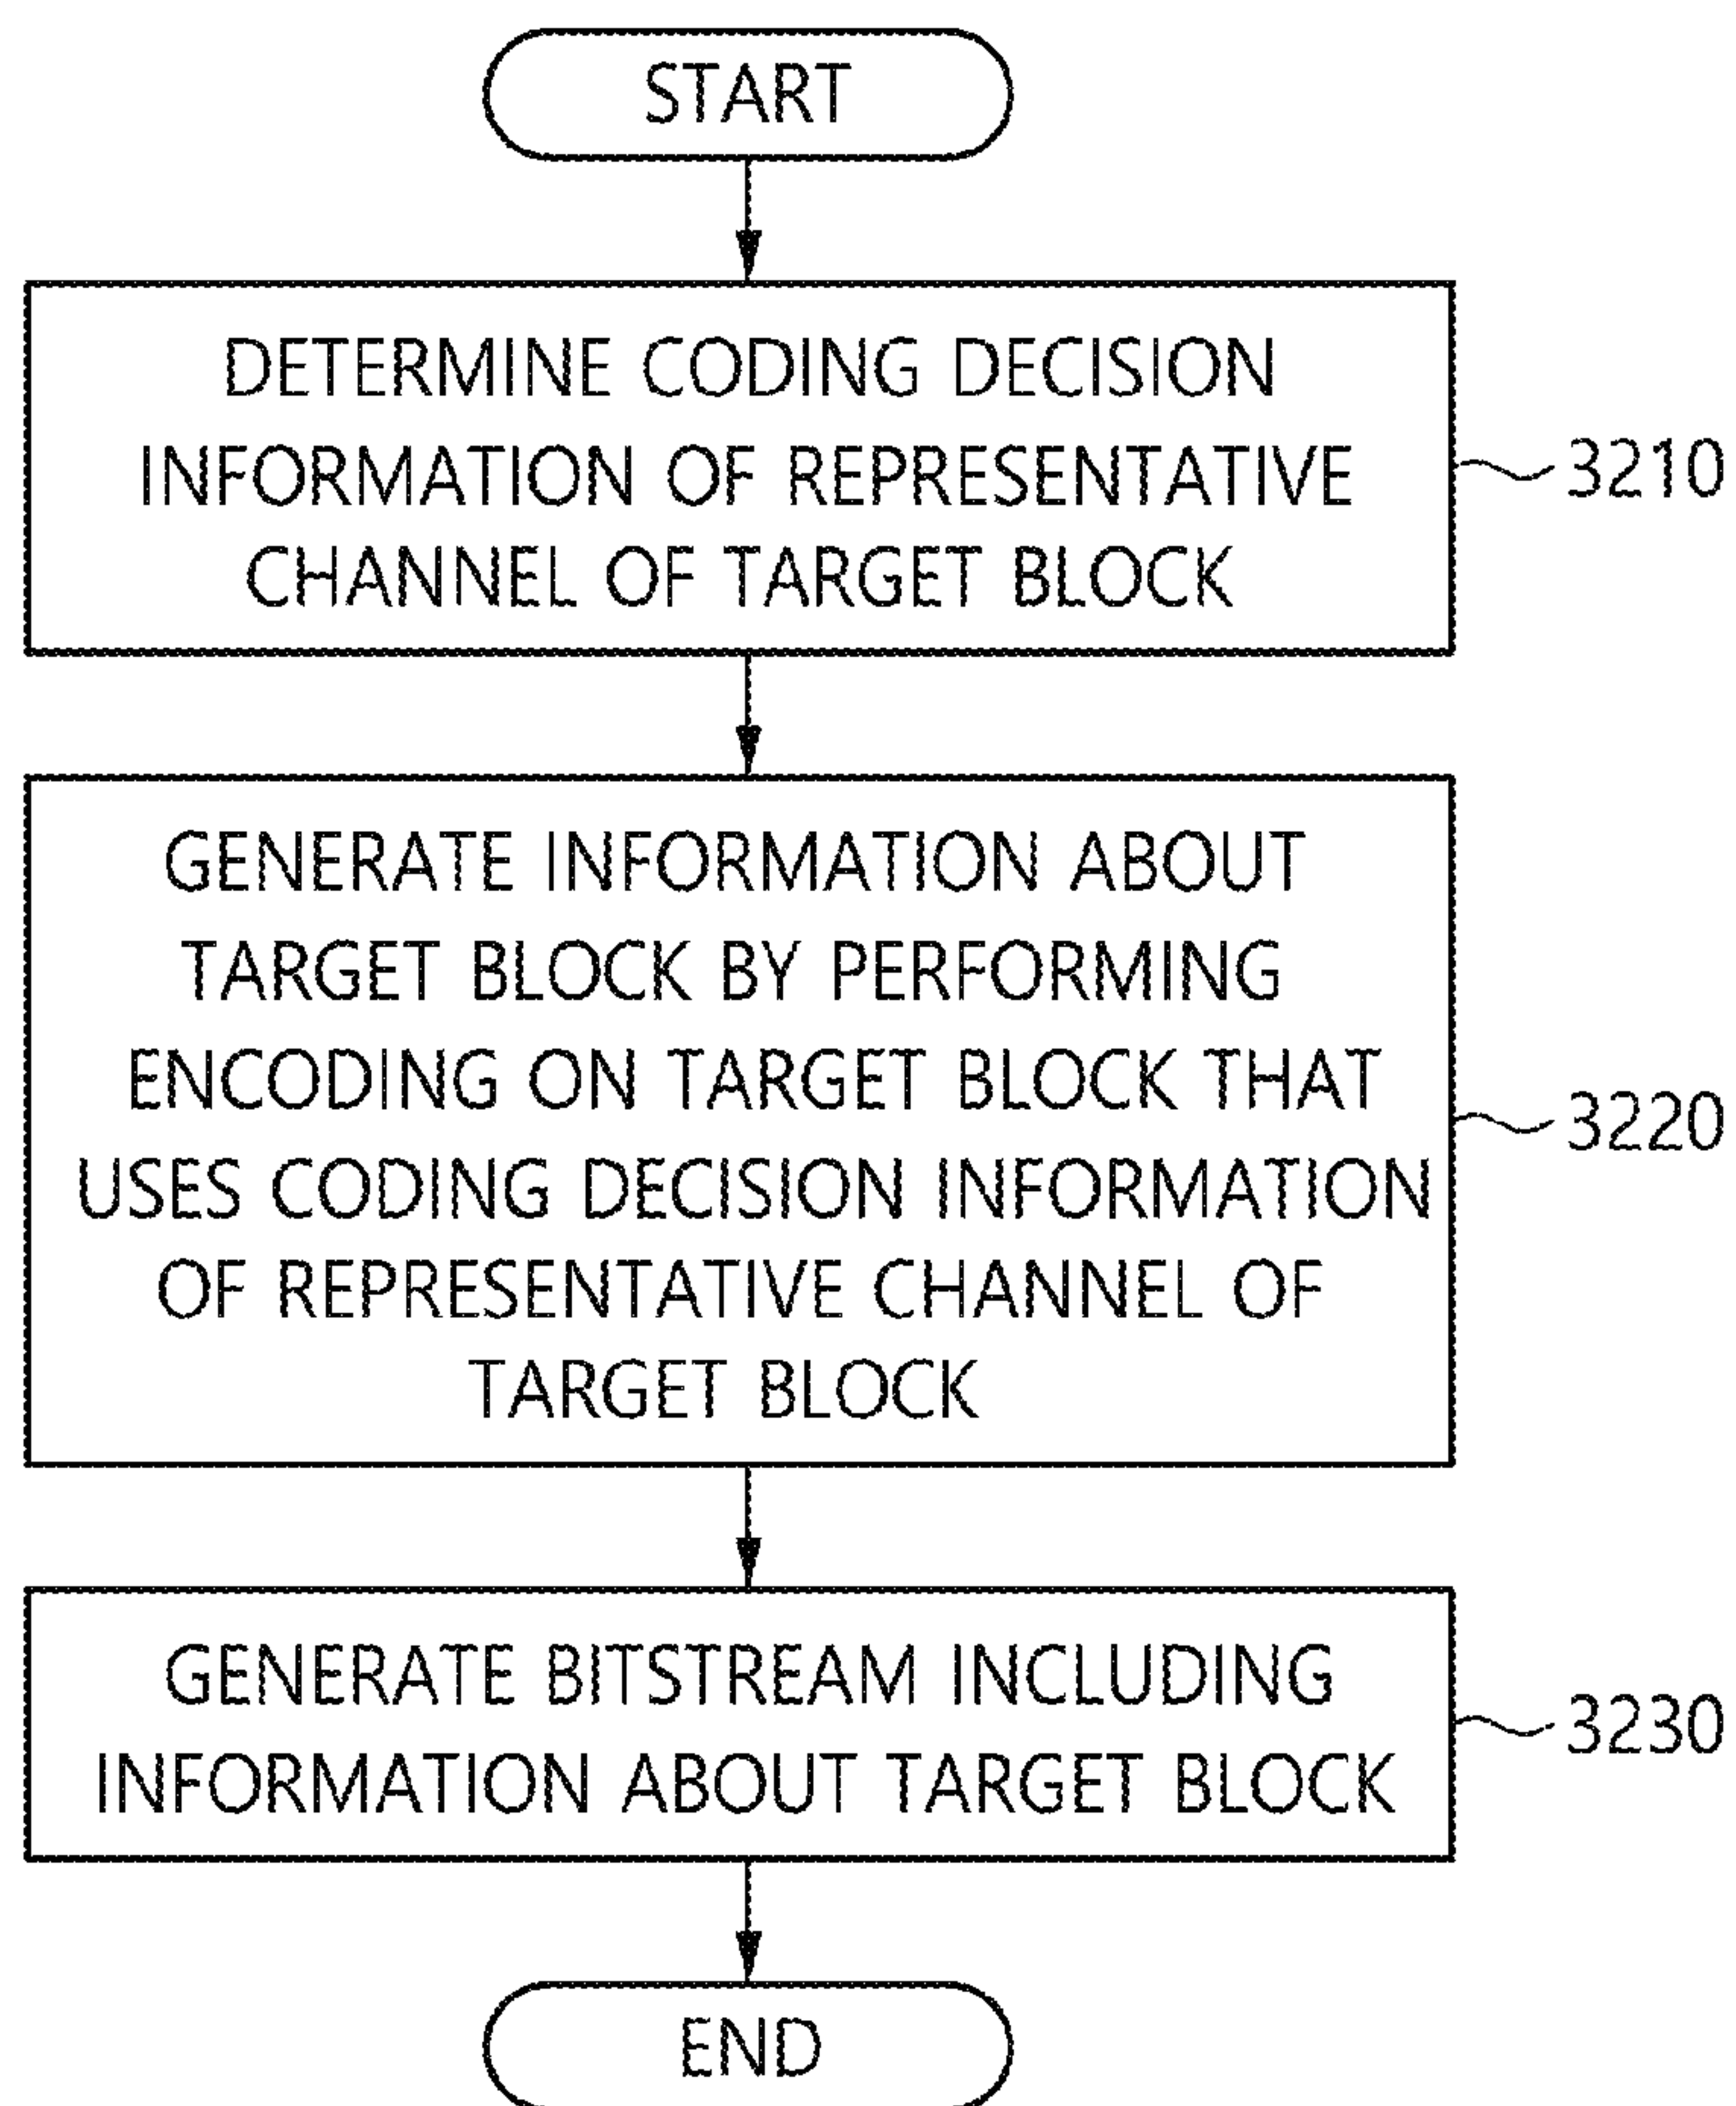 START
DETERMINE CODING DECISION
INFORMATION OF REPRESENTATIVE
CHANNEL OF TARGET BLOCK
3210
GENERATE INFORMATION ABOUT
TARGET BLOCK BY PERFORMING
ENCODING ON TARGET BLOCK THAT
USES CODING DECISION INFORMATION
OF REPRESENTATIVE CHANNEL OF
TARGET BLOCK
3220
GENERATE BITSTREAM INCLUDING
INFORMATION ABOUT TARGET BLOCK
3230
END